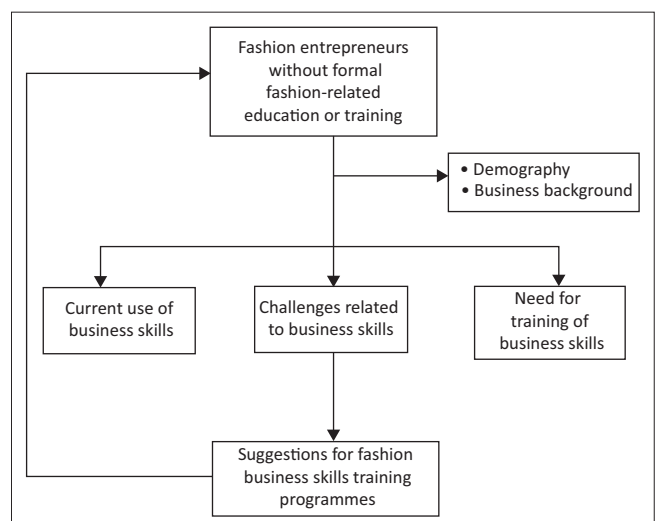 Fashion entrepreneurs
without formal
fashion-related
education or training
• Demography
• Business background
Current use of
business skills
Challenges related
to business skills
Need for
training of
business skills
Suggestions for fashion
business skills training
programmes